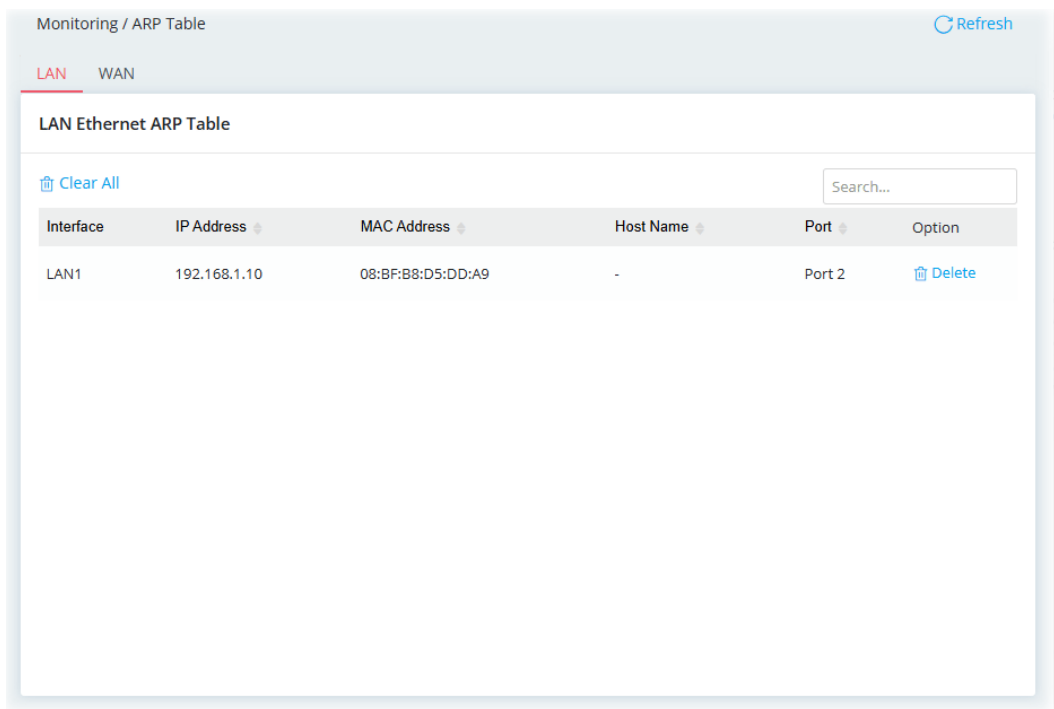 Monitoring / ARP Table Refresh
LAN WAN
LAN Ethernet ARP Table
Clear All Search...
Interface IP Address MAC Address Host Name Port Option
LAN1 192.168.1.10 08:BF:B8:D5:DD:A9 - Port 2 Delete